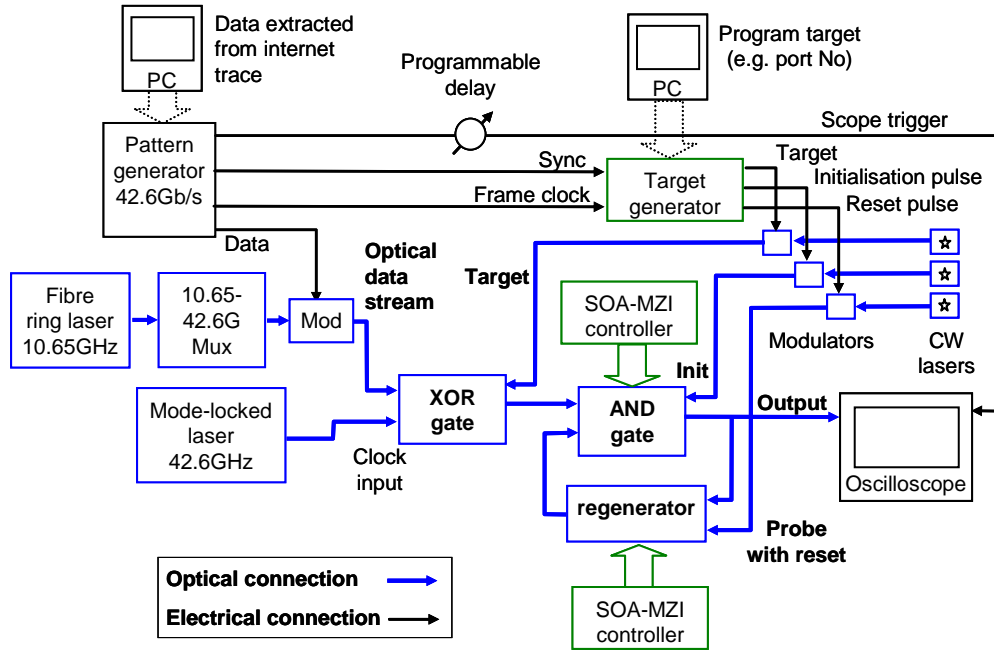 Data extracted
from internet
trace
PC
Programmable
delay
Program target
(e.g. port No)
PC
Scope trigger
Pattern
generator
42.6Gb/s
Sync
Frame clock
Data
Target
generator
Target
Initialisation pulse
Reset pulse
Optical
data
stream
Target
Fibre
ring laser
10.65GHz
10.65-
42.6G
Mux
Mod
SOA-MZI
controller
Modulators
CW
lasers
Init
XOR
gate
AND
gate
Output
Mode-locked
laser
42.6GHz
Clock
input
Oscilloscope
regenerator
Probe
with reset
Optical connection
Electrical connection
SOA-MZI
controller